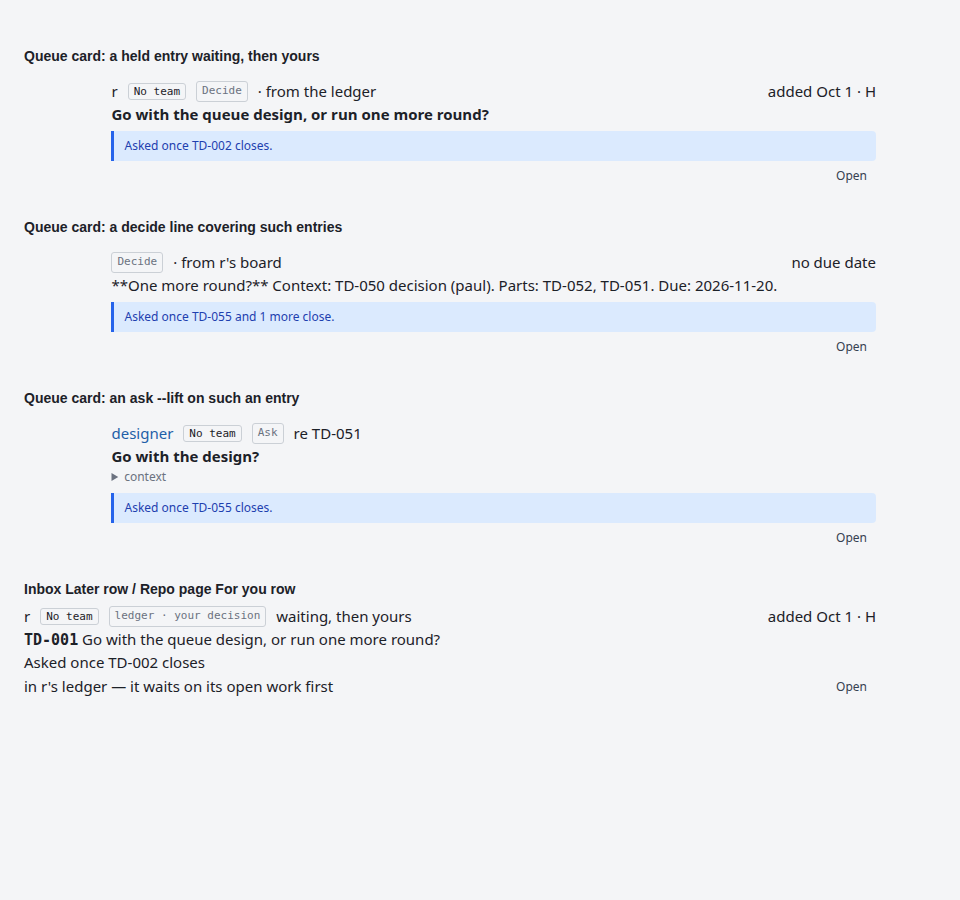 Queue card: a held entry waiting, then yours
r No team Decide · from the ledger added Oct 1 · H
Go with the queue design, or run one more round?
Asked once TD-002 closes.
Open
Queue card: a decide line covering such entries
Decide · from r's board no due date
**One more round?** Context: TD-050 decision (paul). Parts: TD-052, TD-051. Due: 2026-11-20.
Asked once TD-055 and 1 more close.
Open
Queue card: an ask --lift on such an entry
designer No team Ask re TD-051
Go with the design?
context
Asked once TD-055 closes.
Open
Inbox Later row / Repo page For you row
r No team ledger · your decision waiting, then yours added Oct 1 · H
TD-001 Go with the queue design, or run one more round?
Asked once TD-002 closes
in r's ledger — it waits on its open work first Open